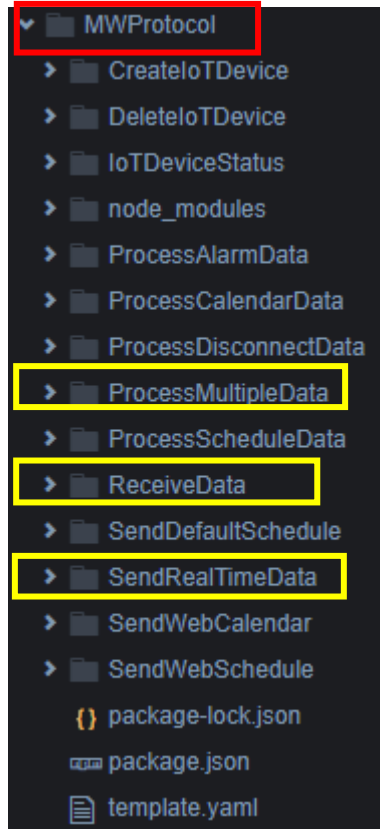 MWProtocol
CreateIoTDevice
DeleteIoTDevice
IoTDeviceStatus
node_modules
ProcessAlarmData
ProcessCalendarData
ProcessDisconnectData
ProcessMultipleData
ProcessScheduleData
ReceiveData
SendDefaultSchedule
SendRealTimeData
SendWebCalendar
SendWebSchedule
{} package-lock.json
package.json
template.yaml